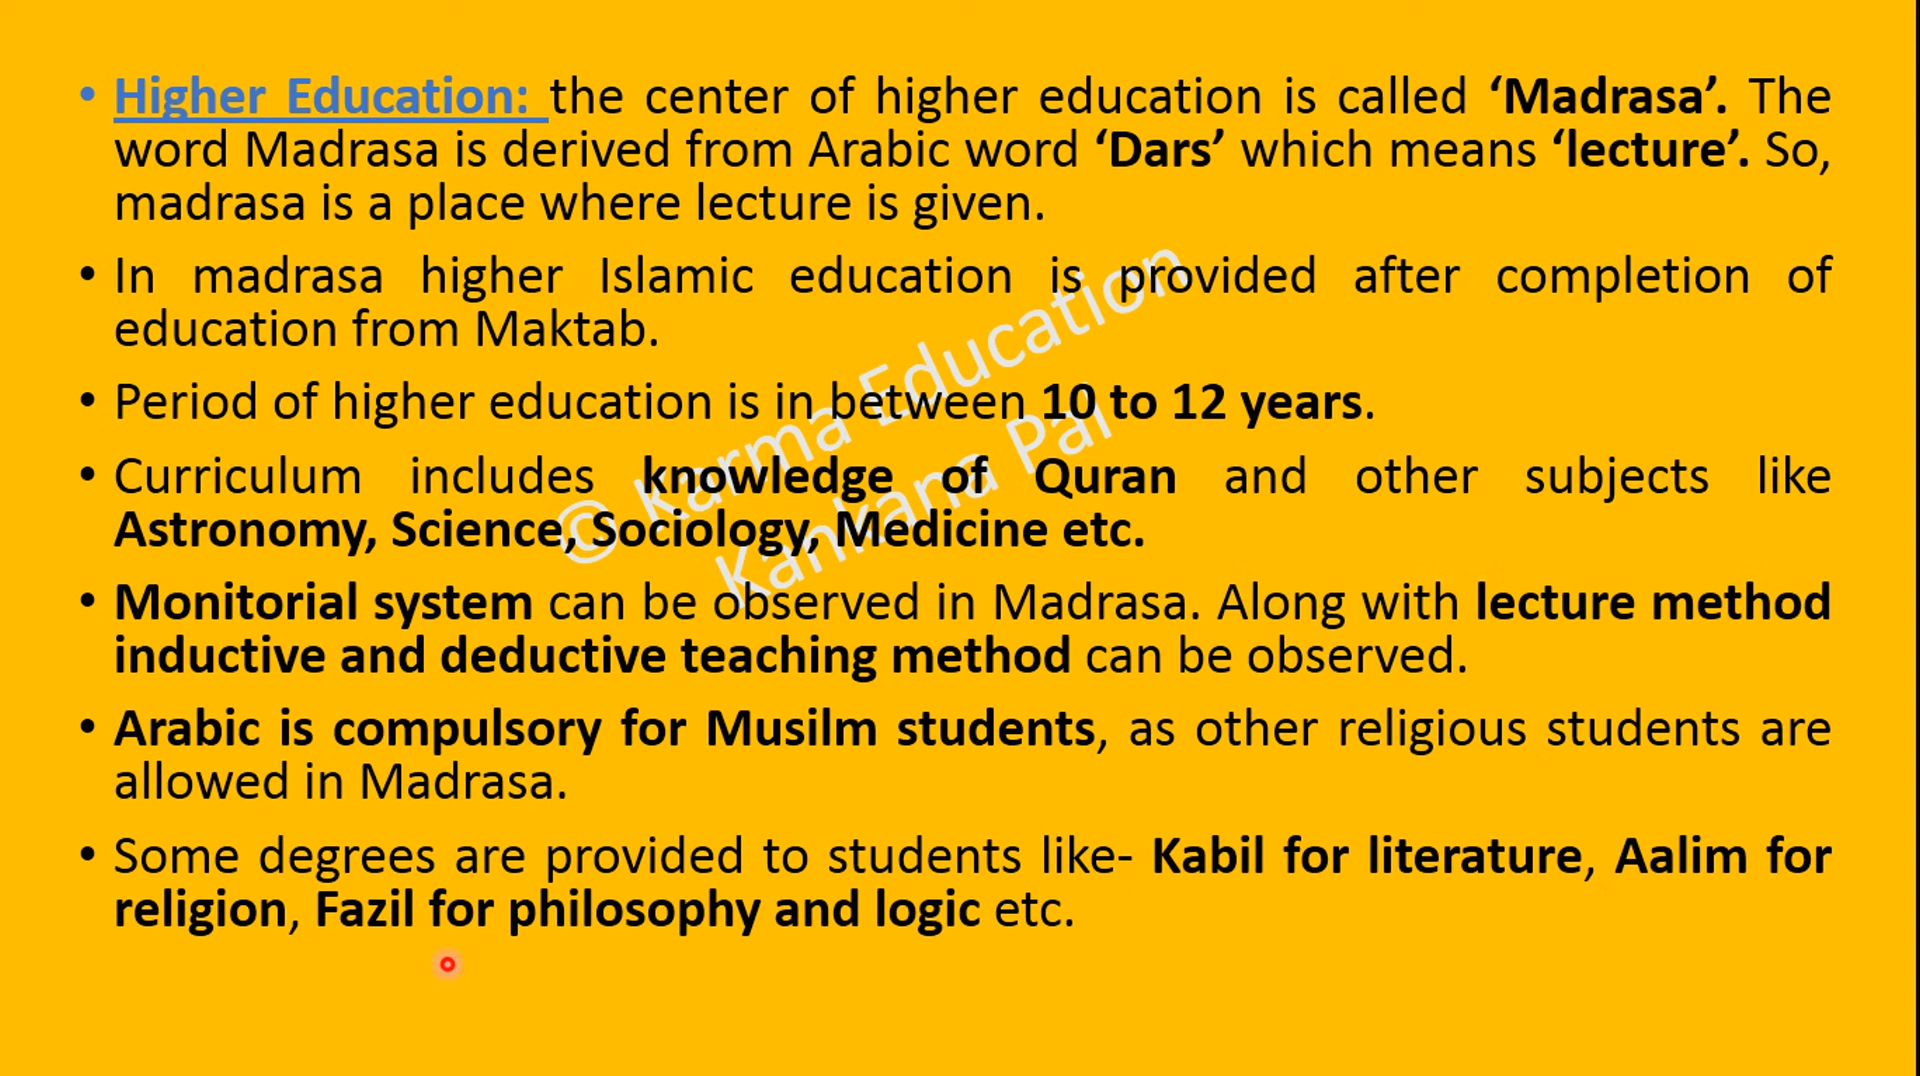 • Higher Education: the center of higher education is called ‘Madrasa’. The
word Madrasa is derived from Arabic word ‘Dars’ which means ‘lecture’. So,
madrasa is a place where lecture is given.
• In madrasa higher Islamic education is provided after completion of
education from Maktab.
• Period of higher education is in between 10 to 12 years.
• Curriculum includes knowledge of Quran and other subjects like
Astronomy, Science, Sociology, Medicine etc.
• Monitorial system can be observed in Madrasa. Along with lecture method
inductive and deductive teaching method can be observed.
• Arabic is compulsory for Musilm students, as other religious students are
allowed in Madrasa.
• Some degrees are provided to students like- Kabil for literature, Aalim for
religion, Fazil for philosophy and logic etc.
© Karma Education
Kankana Pal